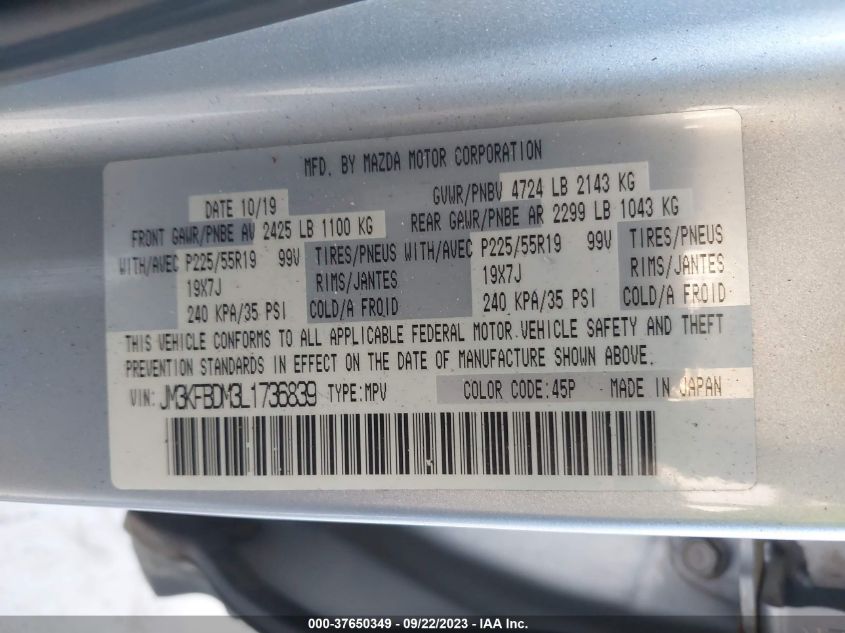 MFD. BY MAZDA MOTOR CORPORATION
DATE 10/19 GVWR/PNBV 4724 LB 2143 KG
FRONT GAWR/PNBE AV 2425 LB 1100 KG REAR GAWR/PNBE AR 2299 LB 1043 KG
WITH/AVEC P225/55R19 99V TIRES/PNEUS WITH/AVEC P225/55R19 99V TIRES/PNEUS
19X7J RIMS/JANTES 19X7J RIMS/JANTES
240 KPA/35 PSI COLD/A FROID 240 KPA/35 PSI COLD/A FROID
THIS VEHICLE CONFORMS TO ALL APPLICABLE FEDERAL MOTOR VEHICLE SAFETY AND THEFT
PREVENTION STANDARDS IN EFFECT ON THE DATE OF MANUFACTURE SHOWN ABOVE.
VIN: JM3KFBDM3L1736839 TYPE:MPV COLOR CODE:45P MADE IN JAPAN
000-37650349 - 09/22/2023 - IAAI.com